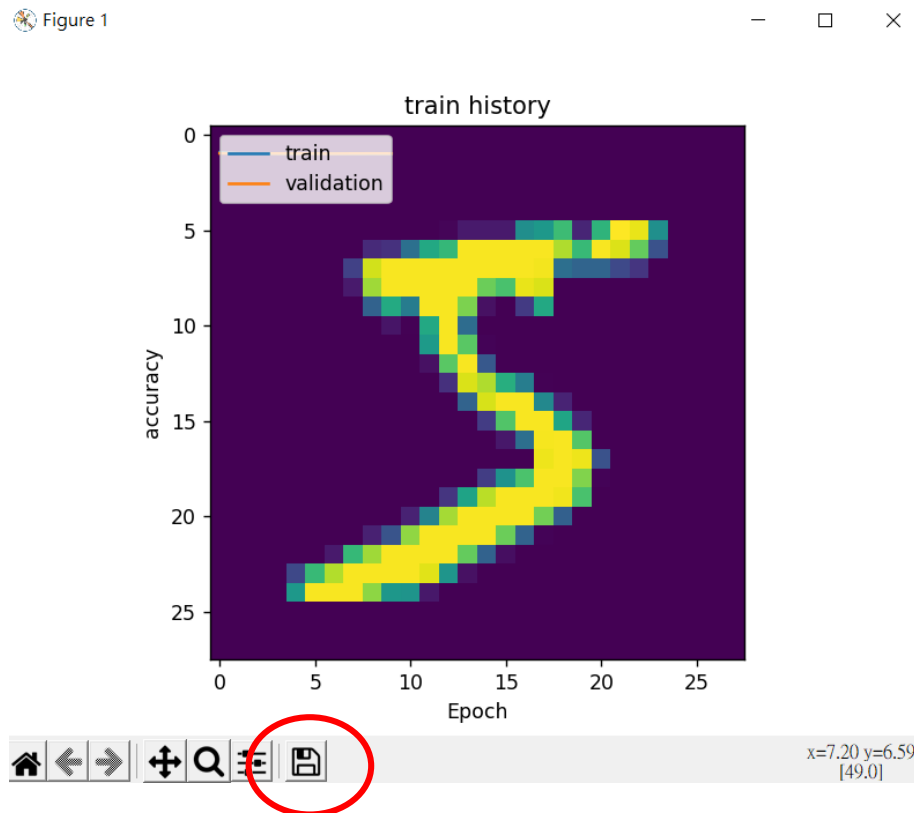 Figure 1
train history
train
validation
0
5
10
15
20
25
accuracy
0 5 10 15 20 25
Epoch
x=7.20 y=6.59
[49.0]